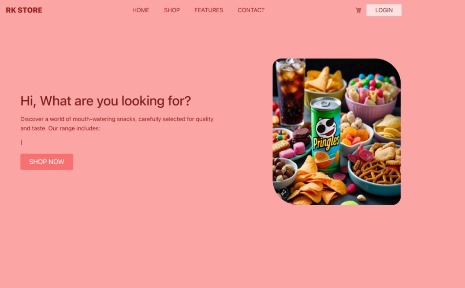 RK STORE
HOME
SHOP
FEATURES
CONTACT
LOGIN
Hi, What are you looking for?
Discover a world of mouth-watering snacks, carefully selected for quality
and taste. Our range includes:
|
SHOP NOW
Pringles